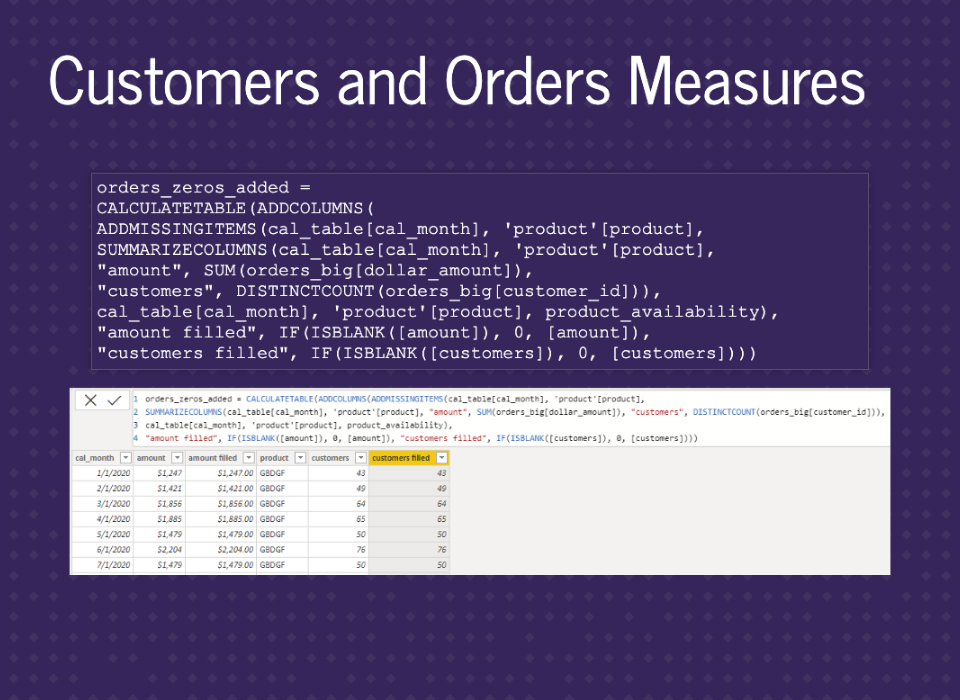 Customers and Orders Measures
orders_zeros_added =
CALCULATETABLE(ADDCOLUMNS(
ADDMISSINGITEMS(cal_table[cal_month], 'product'[product],
SUMMARIZECOLUMNS(cal_table[cal_month], 'product'[product],
"amount", SUM(orders_big[dollar_amount]),
"customers", DISTINCTCOUNT(orders_big[customer_id])),
cal_table[cal_month], 'product'[product], product_availability),
"amount filled", IF(ISBLANK([amount]), 0, [amount]),
"customers filled", IF(ISBLANK([customers]), 0, [customers])))
1 orders_zeros_added = CALCULATETABLE(ADDCOLUMNS(ADDMISSINGITEMS(cal_table[cal_month], 'product'[product],
2 SUMMARIZECOLUMNS(cal_table[cal_month], 'product'[product], "amount", SUM(orders_big[dollar_amount]), "customers", DISTINCTCOUNT(orders_big[customer_id])),
3 cal_table[cal_month], 'product'[product], product_availability),
4 "amount filled", IF(ISBLANK([amount]), 0, [amount]), "customers filled", IF(ISBLANK([customers]), 0, [customers])))
cal_month amount amount filled product customers customers filled
1/1/2020 $1,247 $1,247.00 GBDGF 43 43
2/1/2020 $1,421 $1,421.00 GBDGF 49 49
3/1/2020 $1,856 $1,856.00 GBDGF 64 64
4/1/2020 $1,885 $1,885.00 GBDGF 65 65
5/1/2020 $1,479 $1,479.00 GBDGF 50 50
6/1/2020 $2,204 $2,204.00 GBDGF 76 76
7/1/2020 $1,479 $1,479.00 GBDGF 50 50